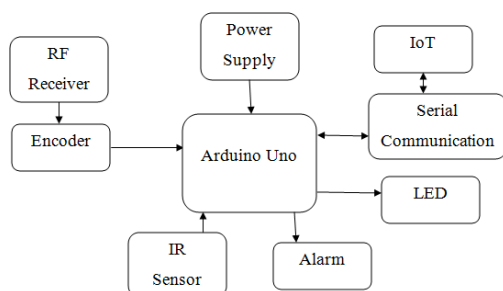 RF
Receiver
Power
Supply
IoT
Encoder
Arduino Uno
Serial
Communication
LED
IR
Sensor
Alarm